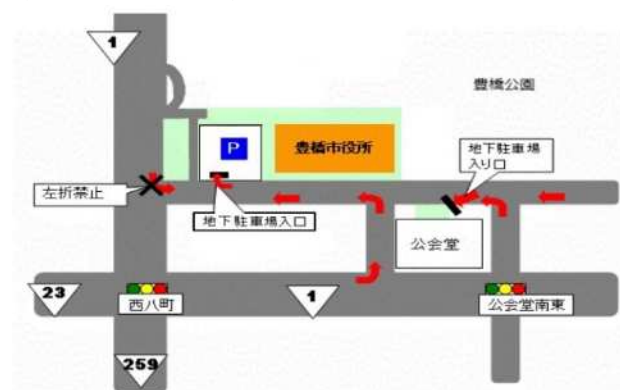 1
豊橋公園
P
豊橋市役所
地下駐車場
入り口
左折禁止
地下駐車場入口
公会堂
23
西八町
1
公会堂南東
259